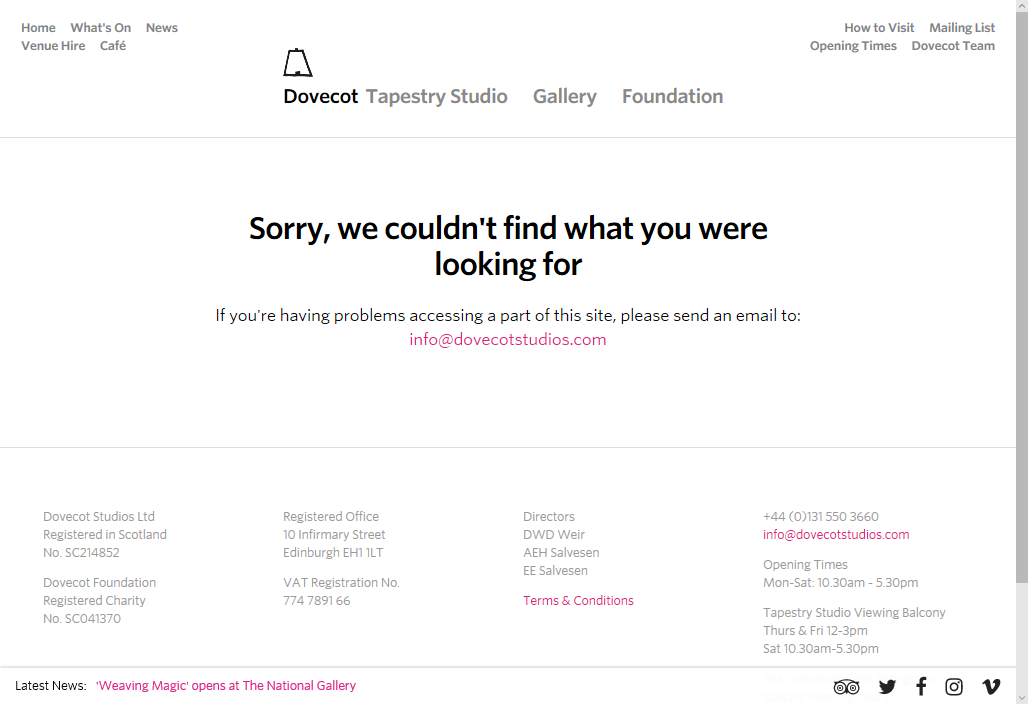 Home What's On News
Venue Hire Café
How to Visit Mailing List
Opening Times Dovecot Team
Dovecot Tapestry Studio Gallery Foundation
Sorry, we couldn't find what you were
looking for
If you're having problems accessing a part of this site, please send an email to:
info@dovecotstudios.com
Dovecot Studios Ltd
Registered in Scotland
No. SC214852
Dovecot Foundation
Registered Charity
No. SC041370
Registered Office
10 Infirmary Street
Edinburgh EH1 1LT
VAT Registration No.
774 7891 66
Directors
DWD Weir
AEH Salvesen
EE Salvesen
Terms & Conditions
+44 (0)131 550 3660
info@dovecotstudios.com
Opening Times
Mon-Sat: 10.30am - 5.30pm
Tapestry Studio Viewing Balcony
Thurs & Fri 12-3pm
Sat 10.30am-5.30pm
Latest News: 'Weaving Magic' opens at The National Gallery